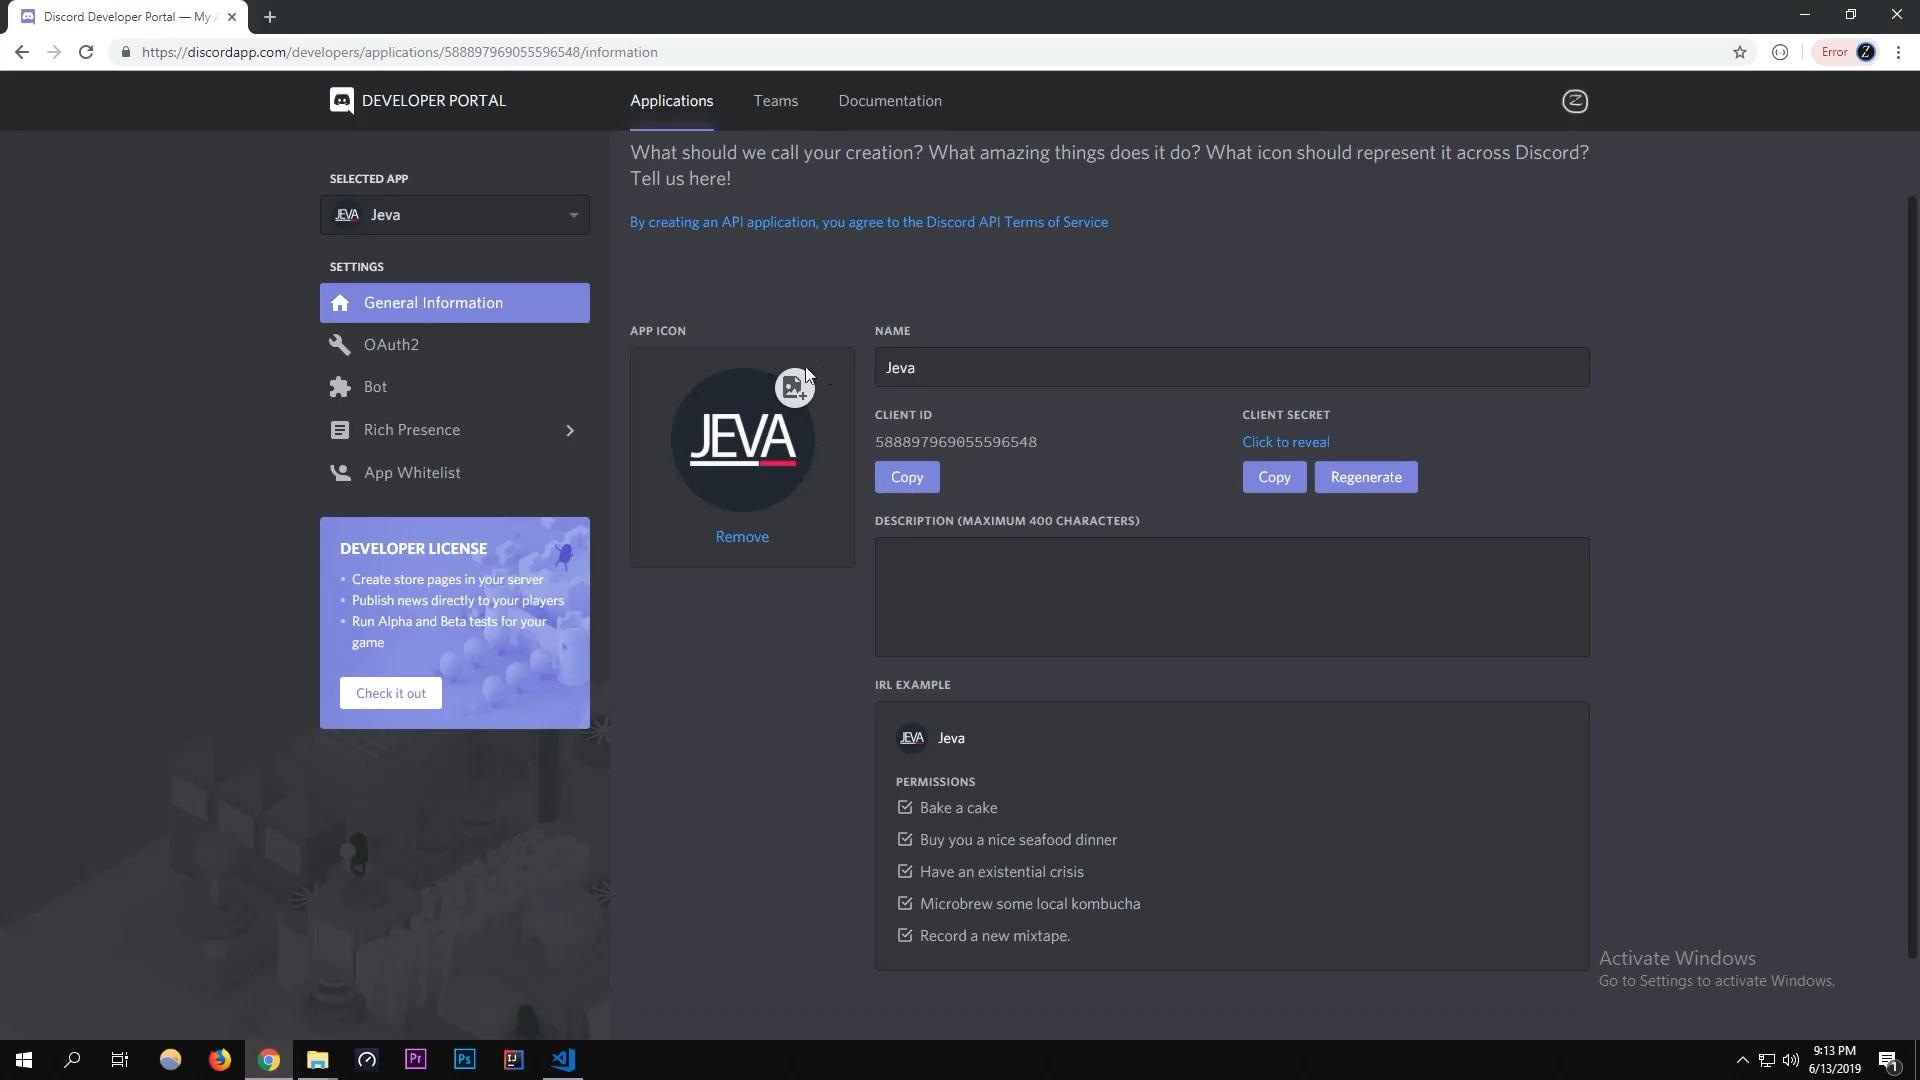 Discord Developer Portal — My A
https://discordapp.com/developers/applications/588897969055596548/information
Error
Z
DEVELOPER PORTAL
Applications
Teams
Documentation
Z
What should we call your creation? What amazing things does it do? What icon should represent it across Discord?
Tell us here!
By creating an API application, you agree to the Discord API Terms of Service
SELECTED APP
JEVA
Jeva
SETTINGS
General Information
OAuth2
Bot
Rich Presence
App Whitelist
DEVELOPER LICENSE
• Create store pages in your server
• Publish news directly to your players
• Run Alpha and Beta tests for your
game
Check it out
APP ICON
JEVA
Remove
NAME
Jeva
CLIENT ID
588897969055596548
Copy
CLIENT SECRET
Click to reveal
Copy
Regenerate
DESCRIPTION (MAXIMUM 400 CHARACTERS)
IRL EXAMPLE
JEVA
Jeva
PERMISSIONS
Bake a cake
Buy you a nice seafood dinner
Have an existential crisis
Microbrew some local kombucha
Record a new mixtape.
Activate Windows
Go to Settings to activate Windows.
Pr
Ps
IJ
9:13 PM
6/13/2019
1